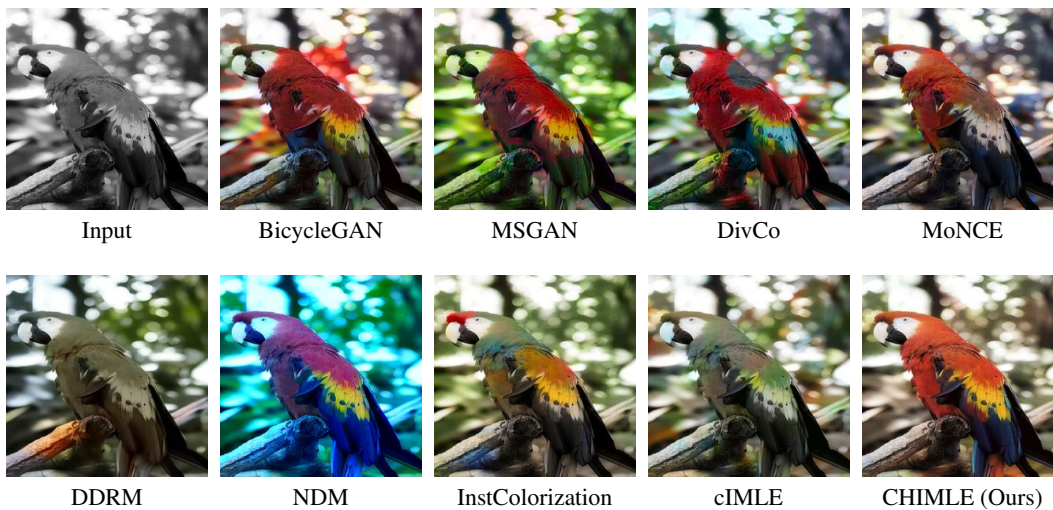 Input
BicycleGAN
MSGAN
DivCo
MoNCE
DDRM
NDM
InstColorization
cIMLE
CHIMLE (Ours)